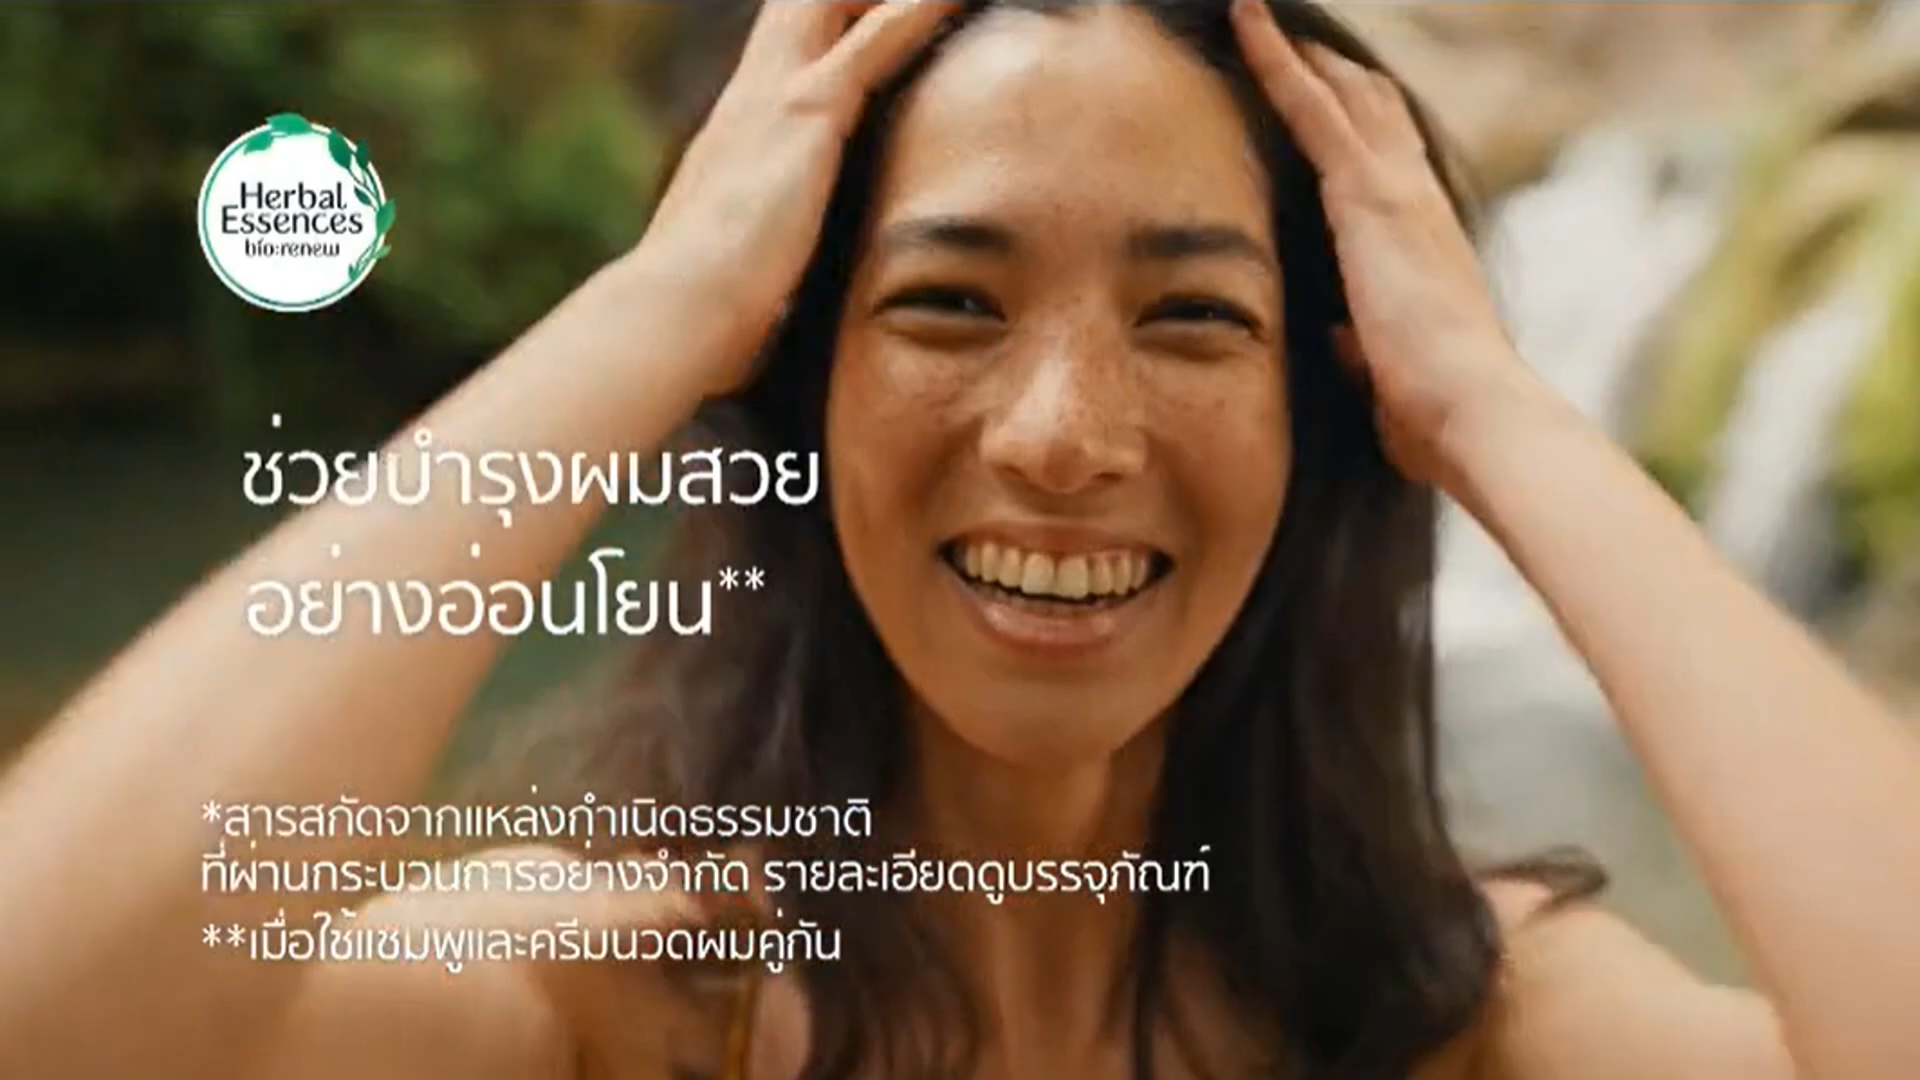 Herbal
Essences
bio:renew
ช่วยบำรุงผมสวย
อย่างอ่อนโยน**
*สารสกัดจากแหล่งกำเนิดธรรมชาติ
ที่ผ่านกระบวนการอย่างจำกัด รายละเอียดดูบรรจุภัณฑ์
**เมื่อใช้แชมพูและครีมนวดผมคู่กัน